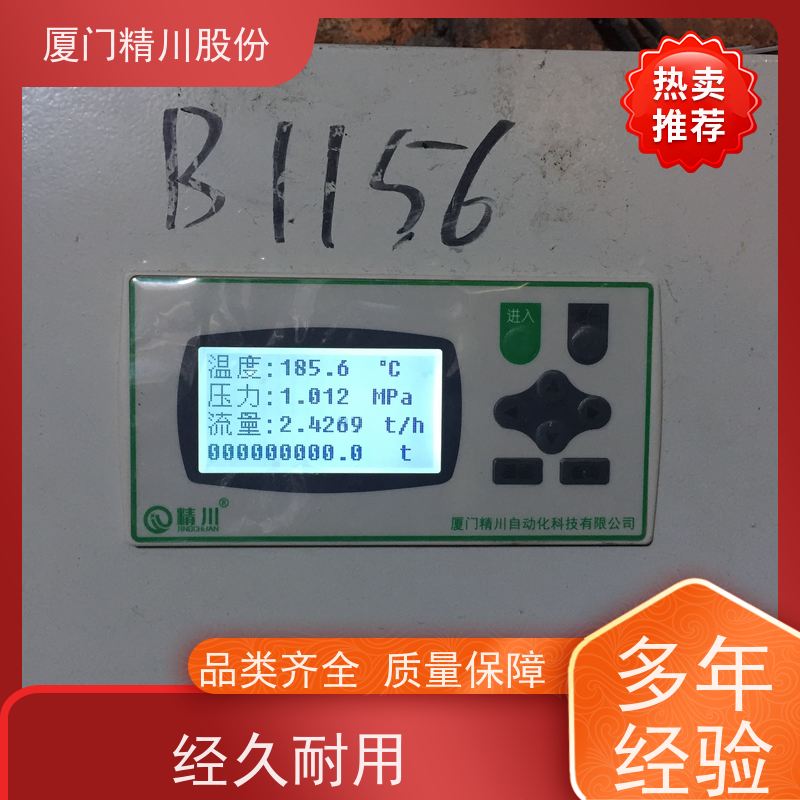 厦门精川股份
热卖
推荐
B1156
进入
温度:185.6 °C
压力:1.012 MPa
流量:2.4269 t/h
000000000.0 t
精川®
JINGCHUAN
厦门精川自动化科技有限公司
品类齐全 质量保障
多年
经验
经久耐用